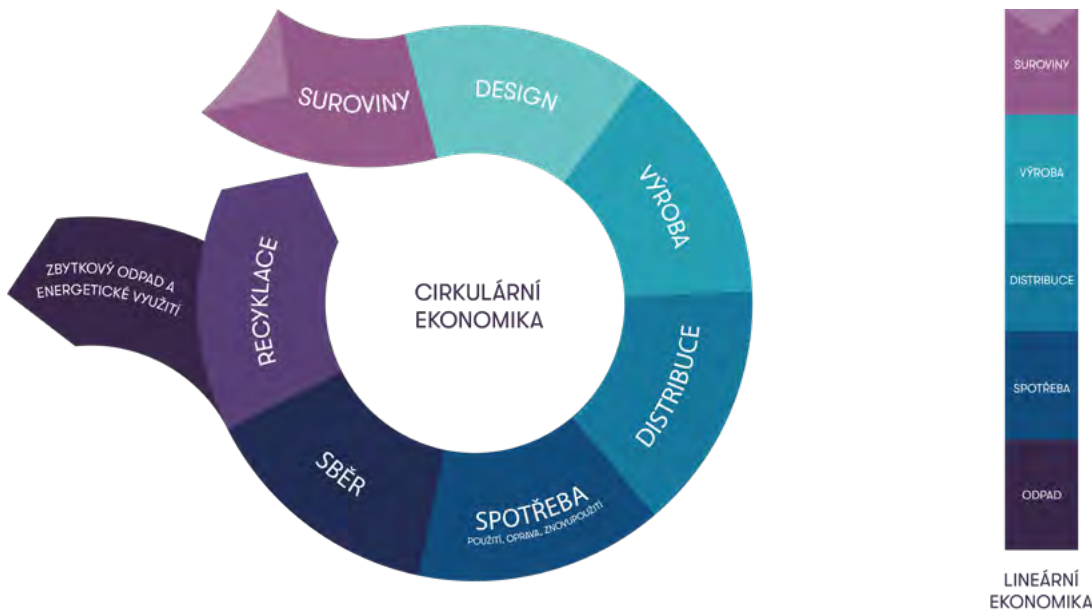 SUROVINY
DESIGN
VÝROBA
DISTRIBUCE
SPOTŘEBA
POUŽITÍ, OPRAVA, ZNOVUPOUŽITÍ
SBĚR
RECYKLACE
ZBYTKOVÝ ODPAD A
ENERGETICKÉ VYUŽITÍ
CIRKULÁRNÍ
EKONOMIKA
SUROVINY
VÝROBA
DISTRIBUCE
SPOTŘEBA
ODPAD
LINEÁRNÍ
EKONOMIKA